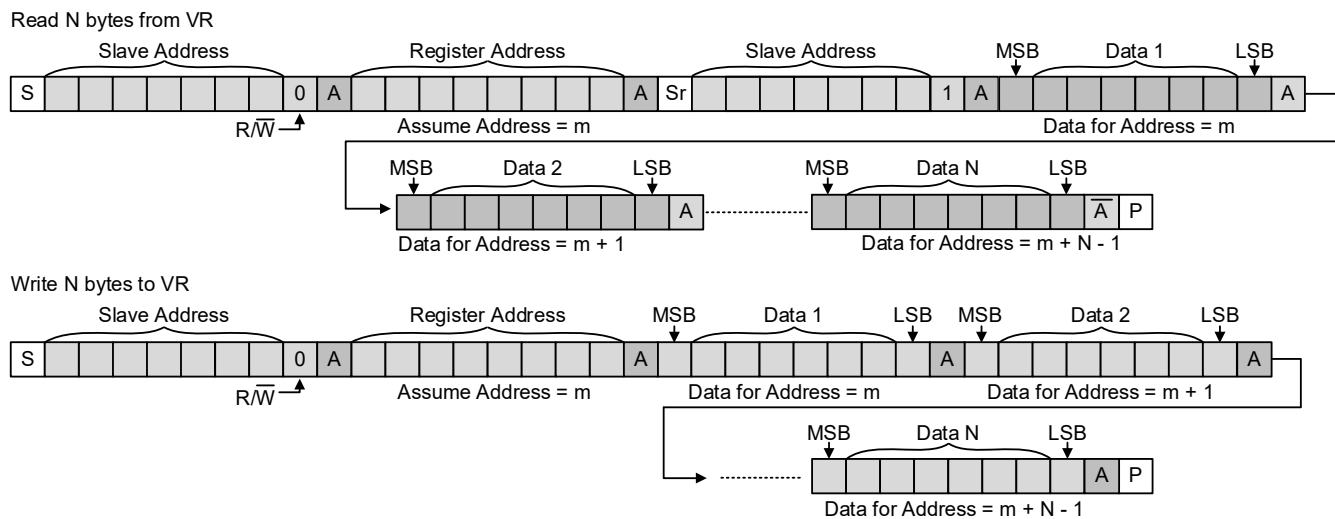 Read N bytes from VR
Slave Address Register Address Slave Address MSB Data 1 LSB
S 0 A A Sr 1 A A
R/W̅ Assume Address = m Data for Address = m
MSB Data 2 LSB MSB Data N LSB
A A̅ P
Data for Address = m + 1 Data for Address = m + N - 1
Write N bytes to VR
Slave Address Register Address MSB Data 1 LSB MSB Data 2 LSB
S 0 A A A A
R/W̅ Assume Address = m Data for Address = m Data for Address = m + 1
MSB Data N LSB
A P
Data for Address = m + N - 1